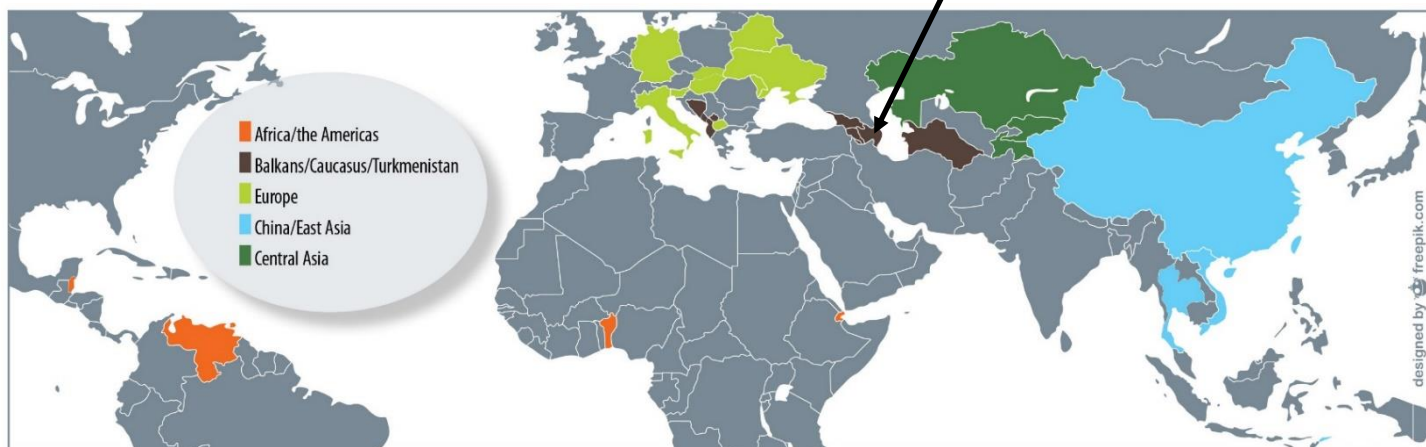 Africa/the Americas
Balkans/Caucasus/Turkmenistan
Europe
China/East Asia
Central Asia
designed by freepik.com